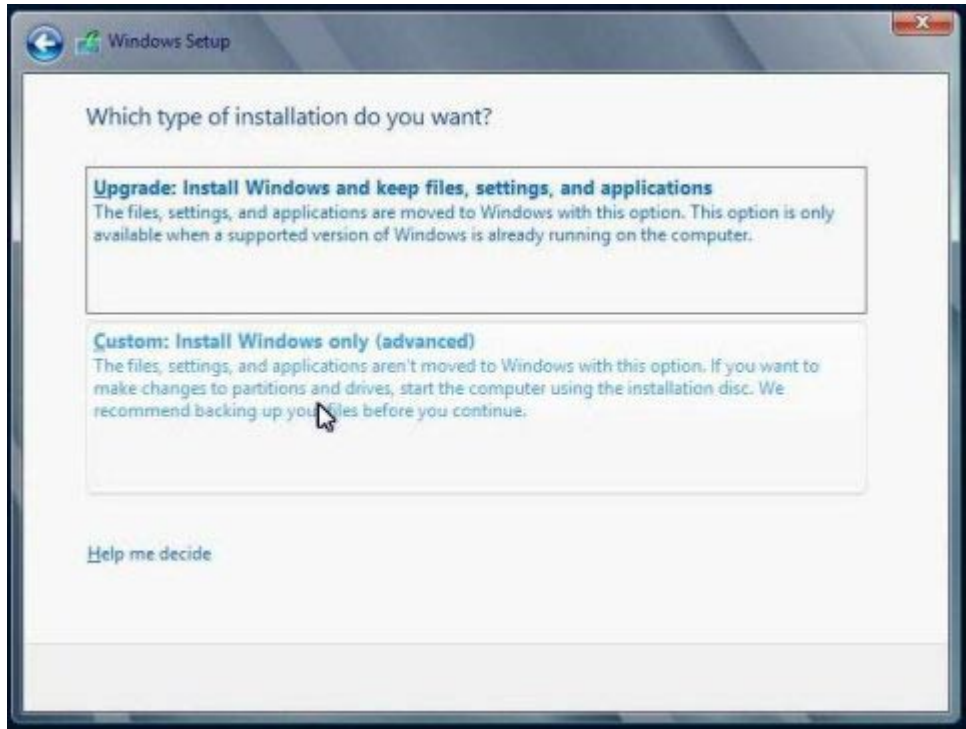 Windows Setup
Which type of installation do you want?
Upgrade: Install Windows and keep files, settings, and applications
The files, settings, and applications are moved to Windows with this option. This option is only
available when a supported version of Windows is already running on the computer.
Custom: Install Windows only (advanced)
The files, settings, and applications aren't moved to Windows with this option. If you want to
make changes to partitions and drives, start the computer using the installation disc. We
recommend backing up your files before you continue.
Help me decide